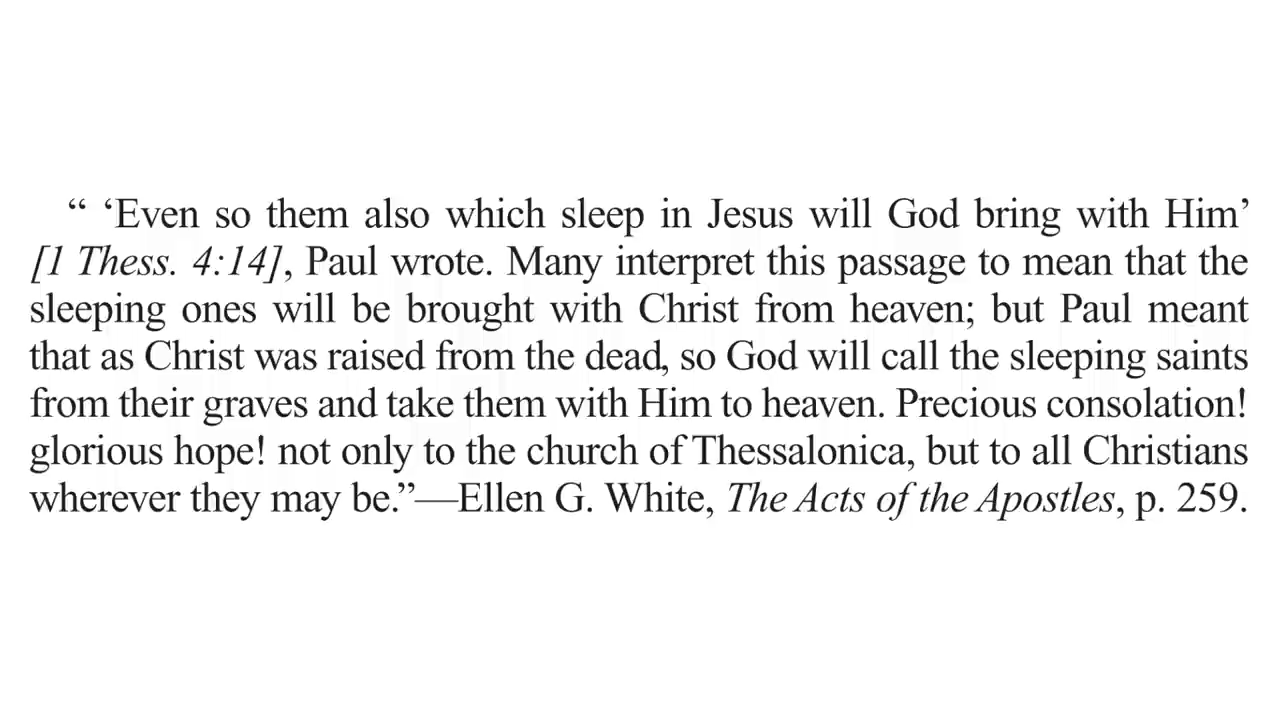 “ ‘Even so them also which sleep in Jesus will God bring with Him’
[1 Thess. 4:14], Paul wrote. Many interpret this passage to mean that the
sleeping ones will be brought with Christ from heaven; but Paul meant
that as Christ was raised from the dead, so God will call the sleeping saints
from their graves and take them with Him to heaven. Precious consolation!
glorious hope! not only to the church of Thessalonica, but to all Christians
wherever they may be.”—Ellen G. White, The Acts of the Apostles, p. 259.